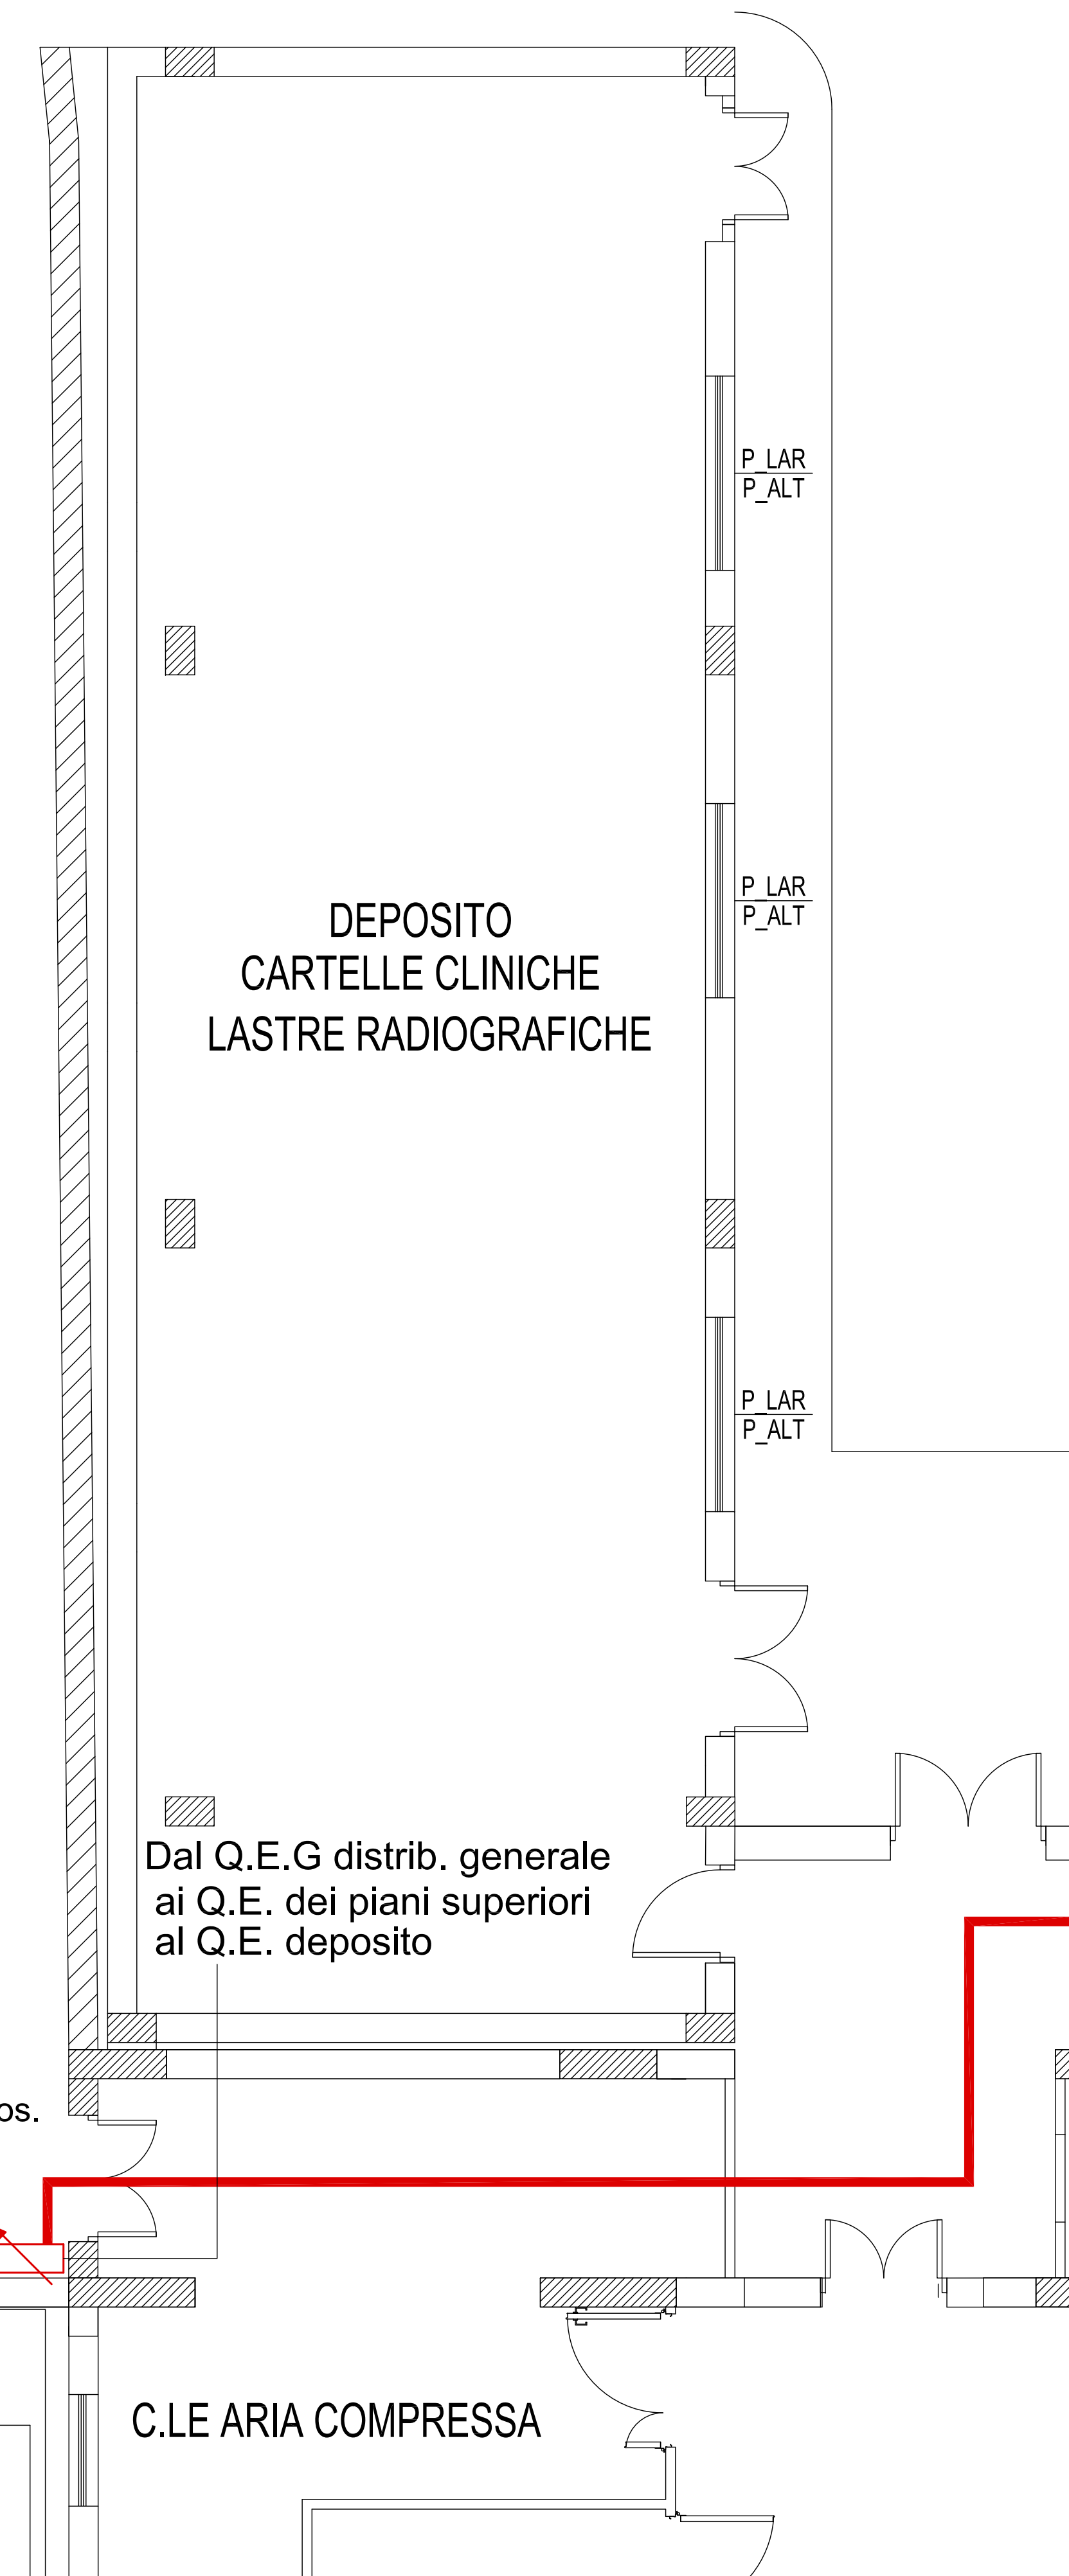 P_LAR
P_ALT
P_LAR
P_ALT
DEPOSITO
CARTELLE CLINICHE
LASTRE RADIOGRAFICHE
P_LAR
P_ALT
Dal Q.E.G distrib. generale
ai Q.E. dei piani superiori
al Q.E. deposito
os.
C.LE ARIA COMPRESSA